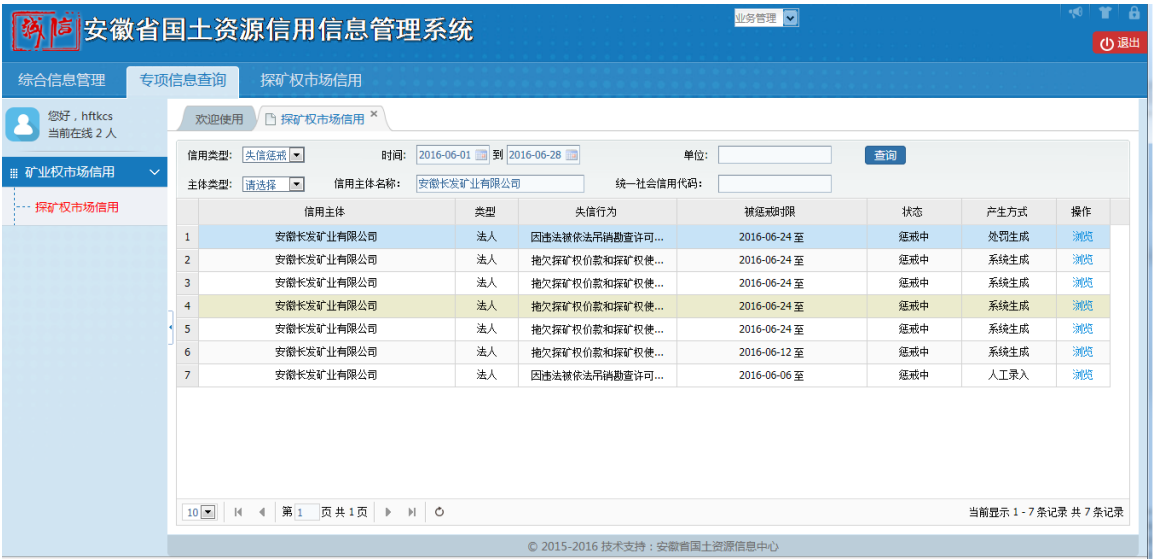 诚信 安徽省国土资源信用信息管理系统 业务管理
退出
综合信息管理 专项信息查询 探矿权市场信用
您好，hftkcs
当前在线 2 人
欢迎使用 探矿权市场信用 ×
矿业权市场信用
探矿权市场信用
信用类型: 失信惩戒 时间: 2016-06-01 到 2016-06-28 单位: 查询
主体类型: 请选择 信用主体名称: 安徽长发矿业有限公司 统一社会信用代码:
信用主体 类型 失信行为 被惩戒时限 状态 产生方式 操作
1 安徽长发矿业有限公司 法人 因违法被依法吊销勘查许可... 2016-06-24 至 惩戒中 处罚生成 浏览
2 安徽长发矿业有限公司 法人 拖欠探矿权价款和探矿权使... 2016-06-24 至 惩戒中 系统生成 浏览
3 安徽长发矿业有限公司 法人 拖欠探矿权价款和探矿权使... 2016-06-24 至 惩戒中 系统生成 浏览
4 安徽长发矿业有限公司 法人 拖欠探矿权价款和探矿权使... 2016-06-24 至 惩戒中 系统生成 浏览
5 安徽长发矿业有限公司 法人 拖欠探矿权价款和探矿权使... 2016-06-24 至 惩戒中 系统生成 浏览
6 安徽长发矿业有限公司 法人 拖欠探矿权价款和探矿权使... 2016-06-12 至 惩戒中 系统生成 浏览
7 安徽长发矿业有限公司 法人 因违法被依法吊销勘查许可... 2016-06-06 至 惩戒中 人工录入 浏览
10 第 1 页 共 1 页 当前显示 1 - 7 条记录 共 7 条记录
© 2015-2016 技术支持：安徽省国土资源信息中心